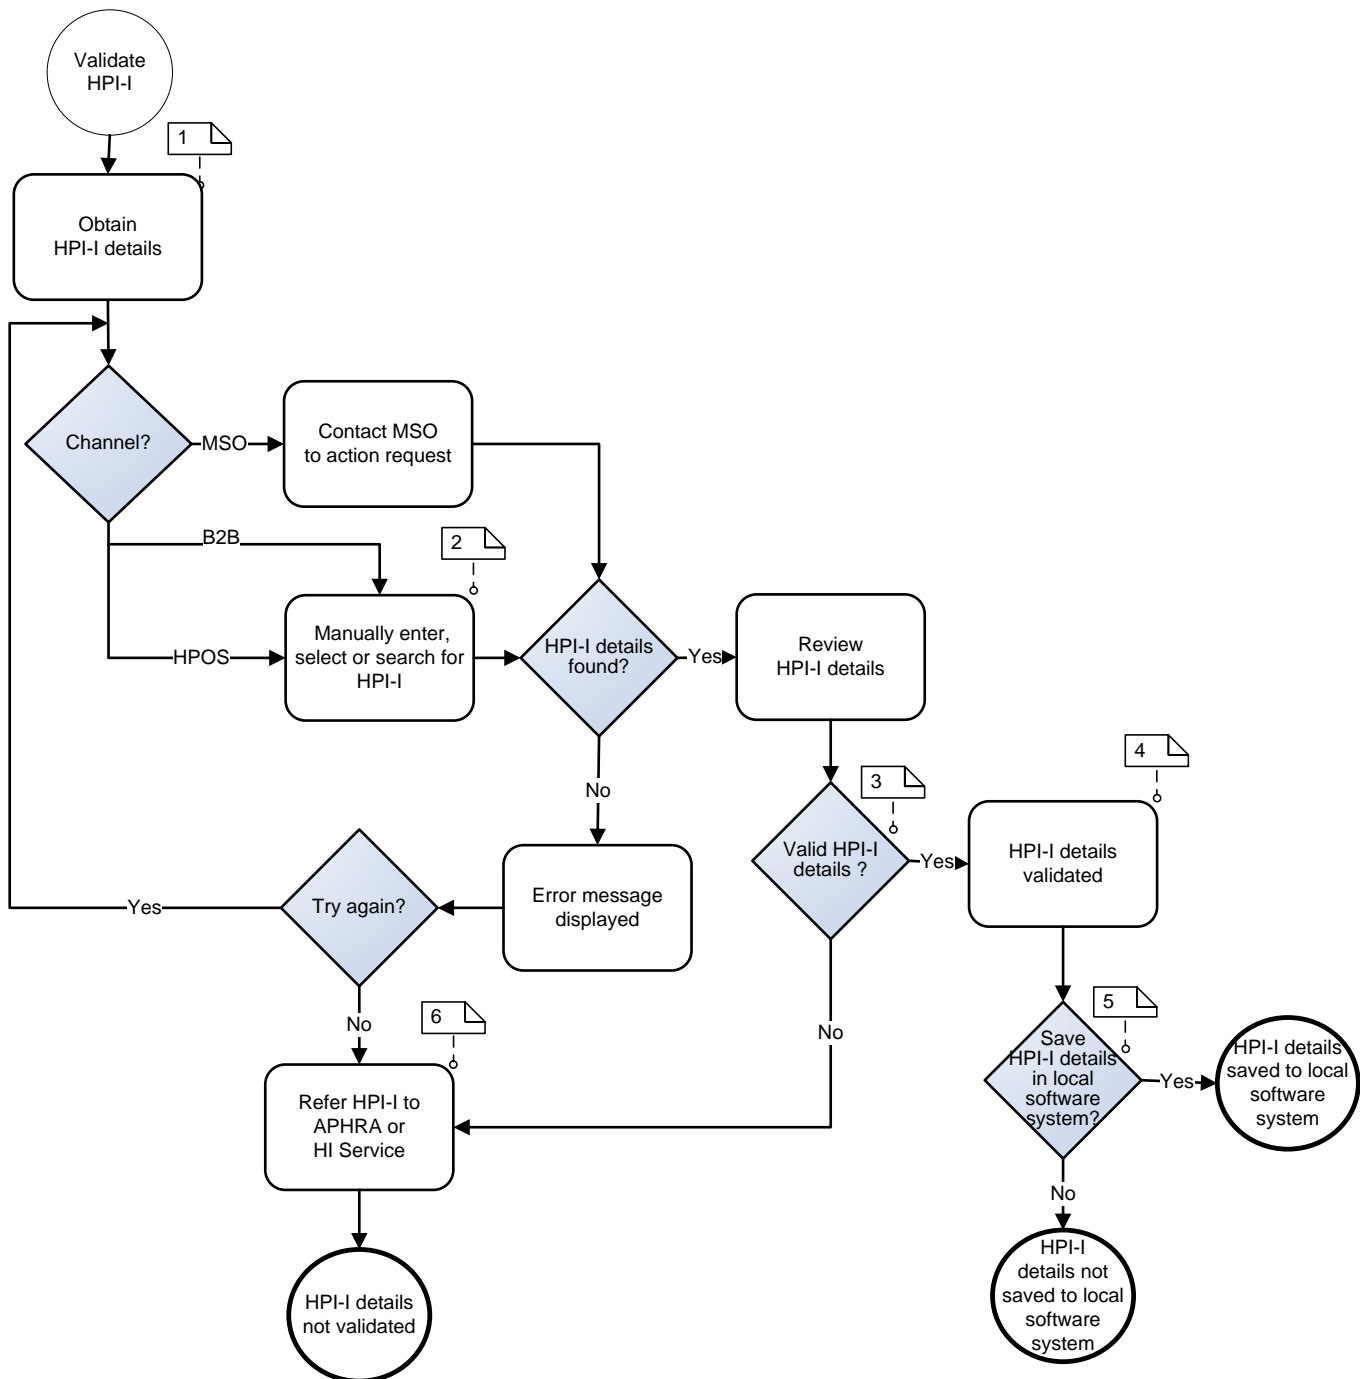 Validate
HPI-I
1
Obtain
HPI-I details
Channel?
MSO
Contact MSO
to action request
B2B
2
HPOS
Manually enter,
select or search for
HPI-I
HPI-I details
found?
Yes
Review
HPI-I details
No
3
4
Valid HPI-I
details ?
Yes
HPI-I details
validated
Error message
displayed
Try again?
Yes
No
No
6
5
Refer HPI-I to
APHRA or
HI Service
Save
HPI-I details
in local
software
system?
Yes
HPI-I details
saved to local
software
system
No
HPI-I details
not validated
HPI-I
details not
saved to local
software
system